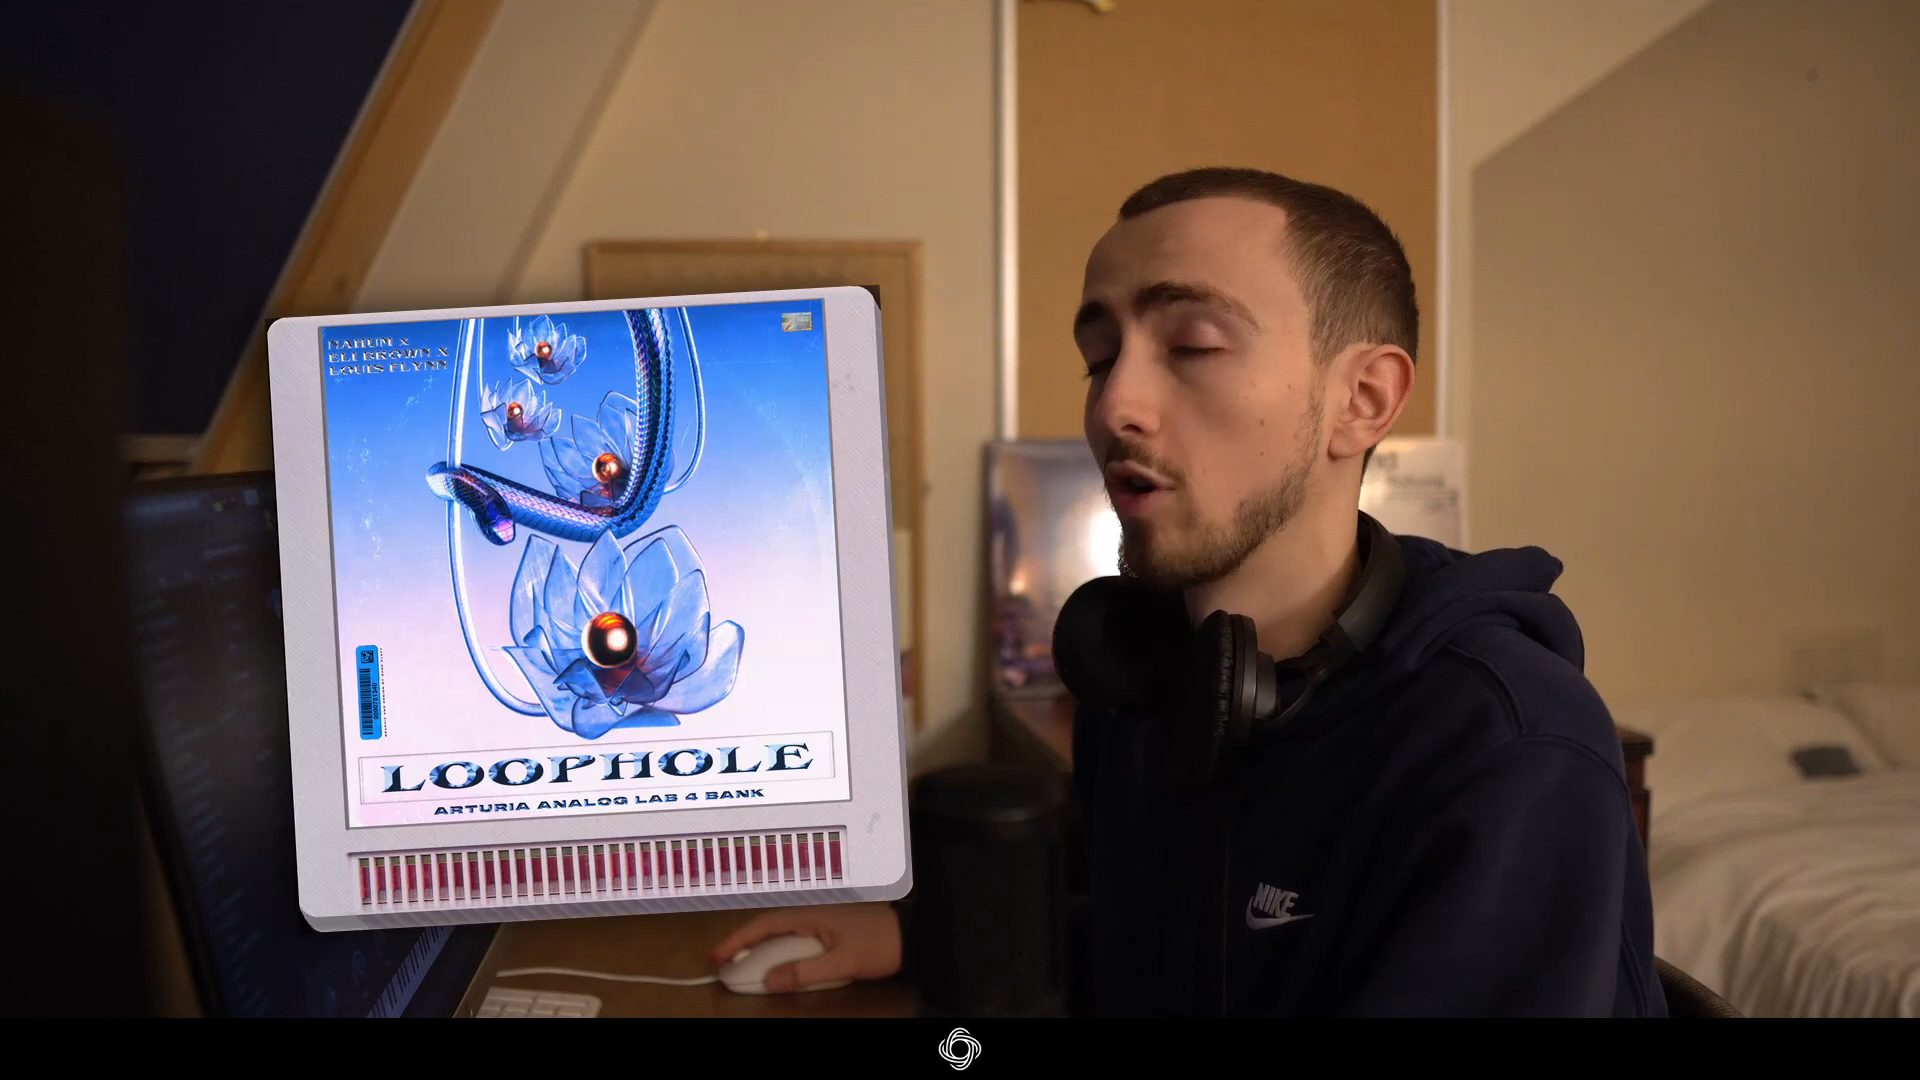 NAHUN X
ELI BROWN X
LOUIS FLYNN
LOOPHOLE
ARTURIA ANALOG LAB 4 BANK
NIKE